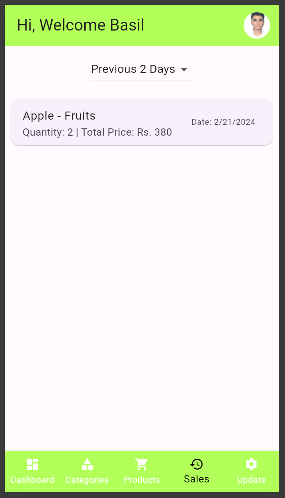 Hi, Welcome Basil
Previous 2 Days
Apple - Fruits
Date: 2/21/2024
Quantity: 2 | Total Price: Rs. 380
Dashboard Categories Products Sales Update